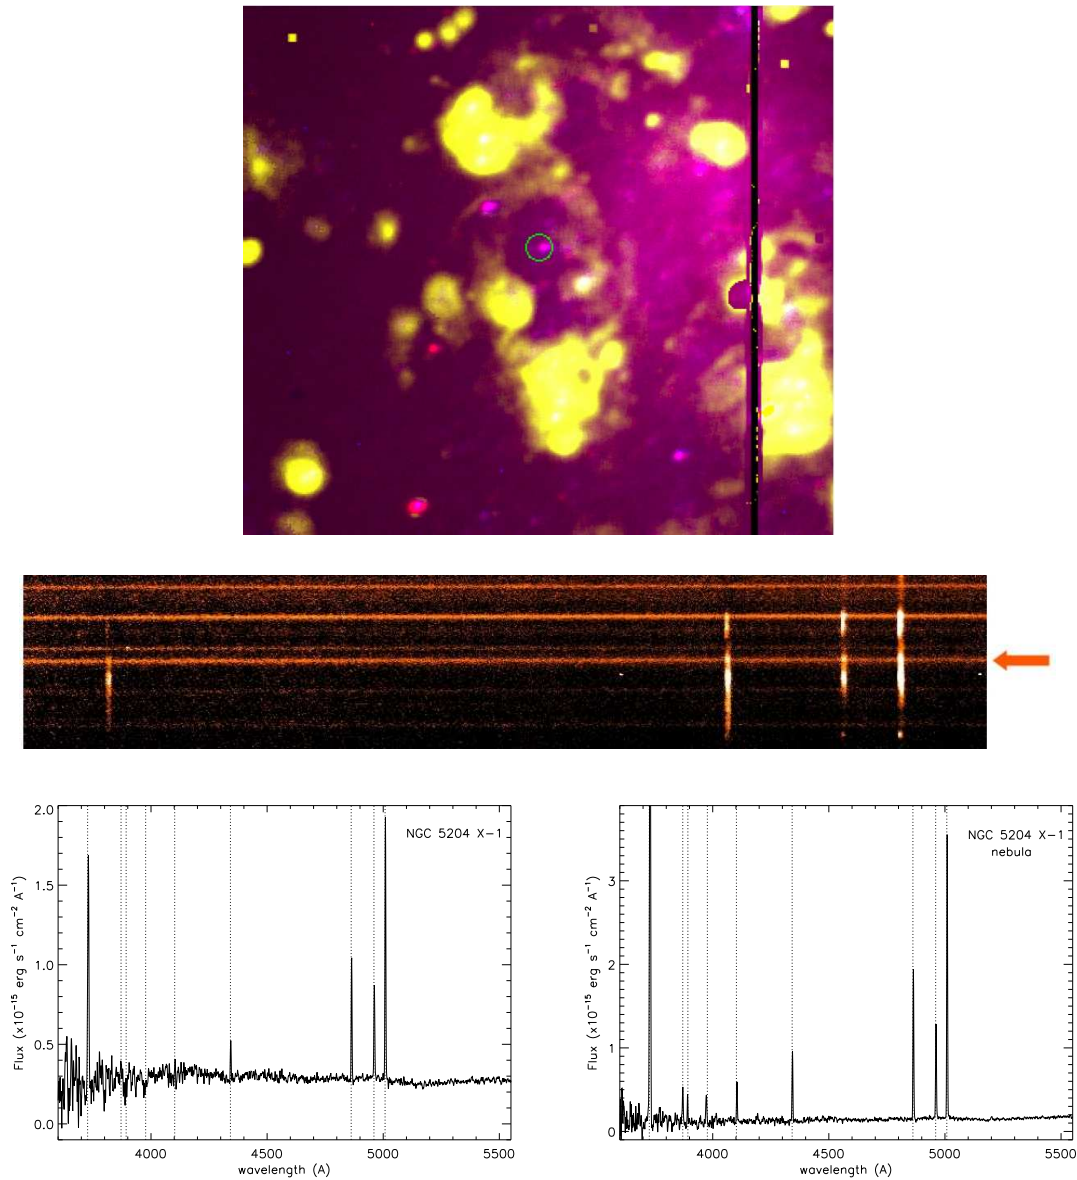 2.0
1.5
1.0
0.5
0.0
Flux (x10⁻¹⁵ erg s⁻¹ cm⁻² A⁻¹)
NGC 5204 X-1
4000
4500
5000
5500
wavelength (A)
3
2
1
0
Flux (x10⁻¹⁵ erg s⁻¹ cm⁻² A⁻¹)
NGC 5204 X-1
nebula
4000
4500
5000
5500
wavelength (A)